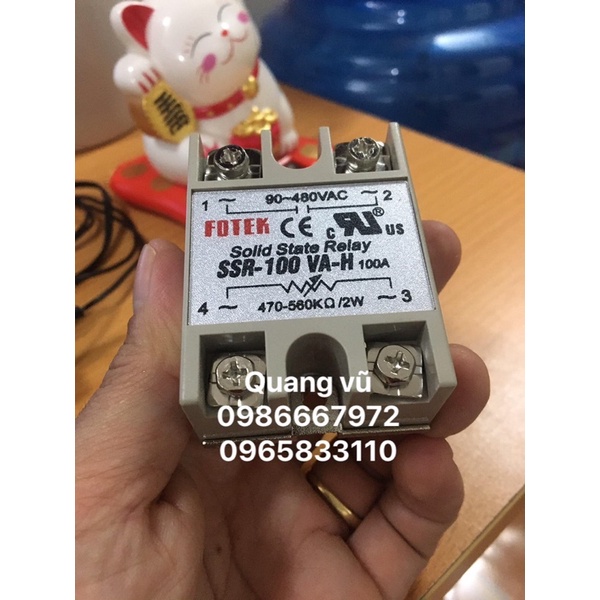 90~480VAC
1 ~ ~ 2
FOTEK CE c RU ® US
Solid State Relay
SSR-100 VA-H 100A
4 3
470-560KΩ/2W
Quang vũ
0986667972
0965833110